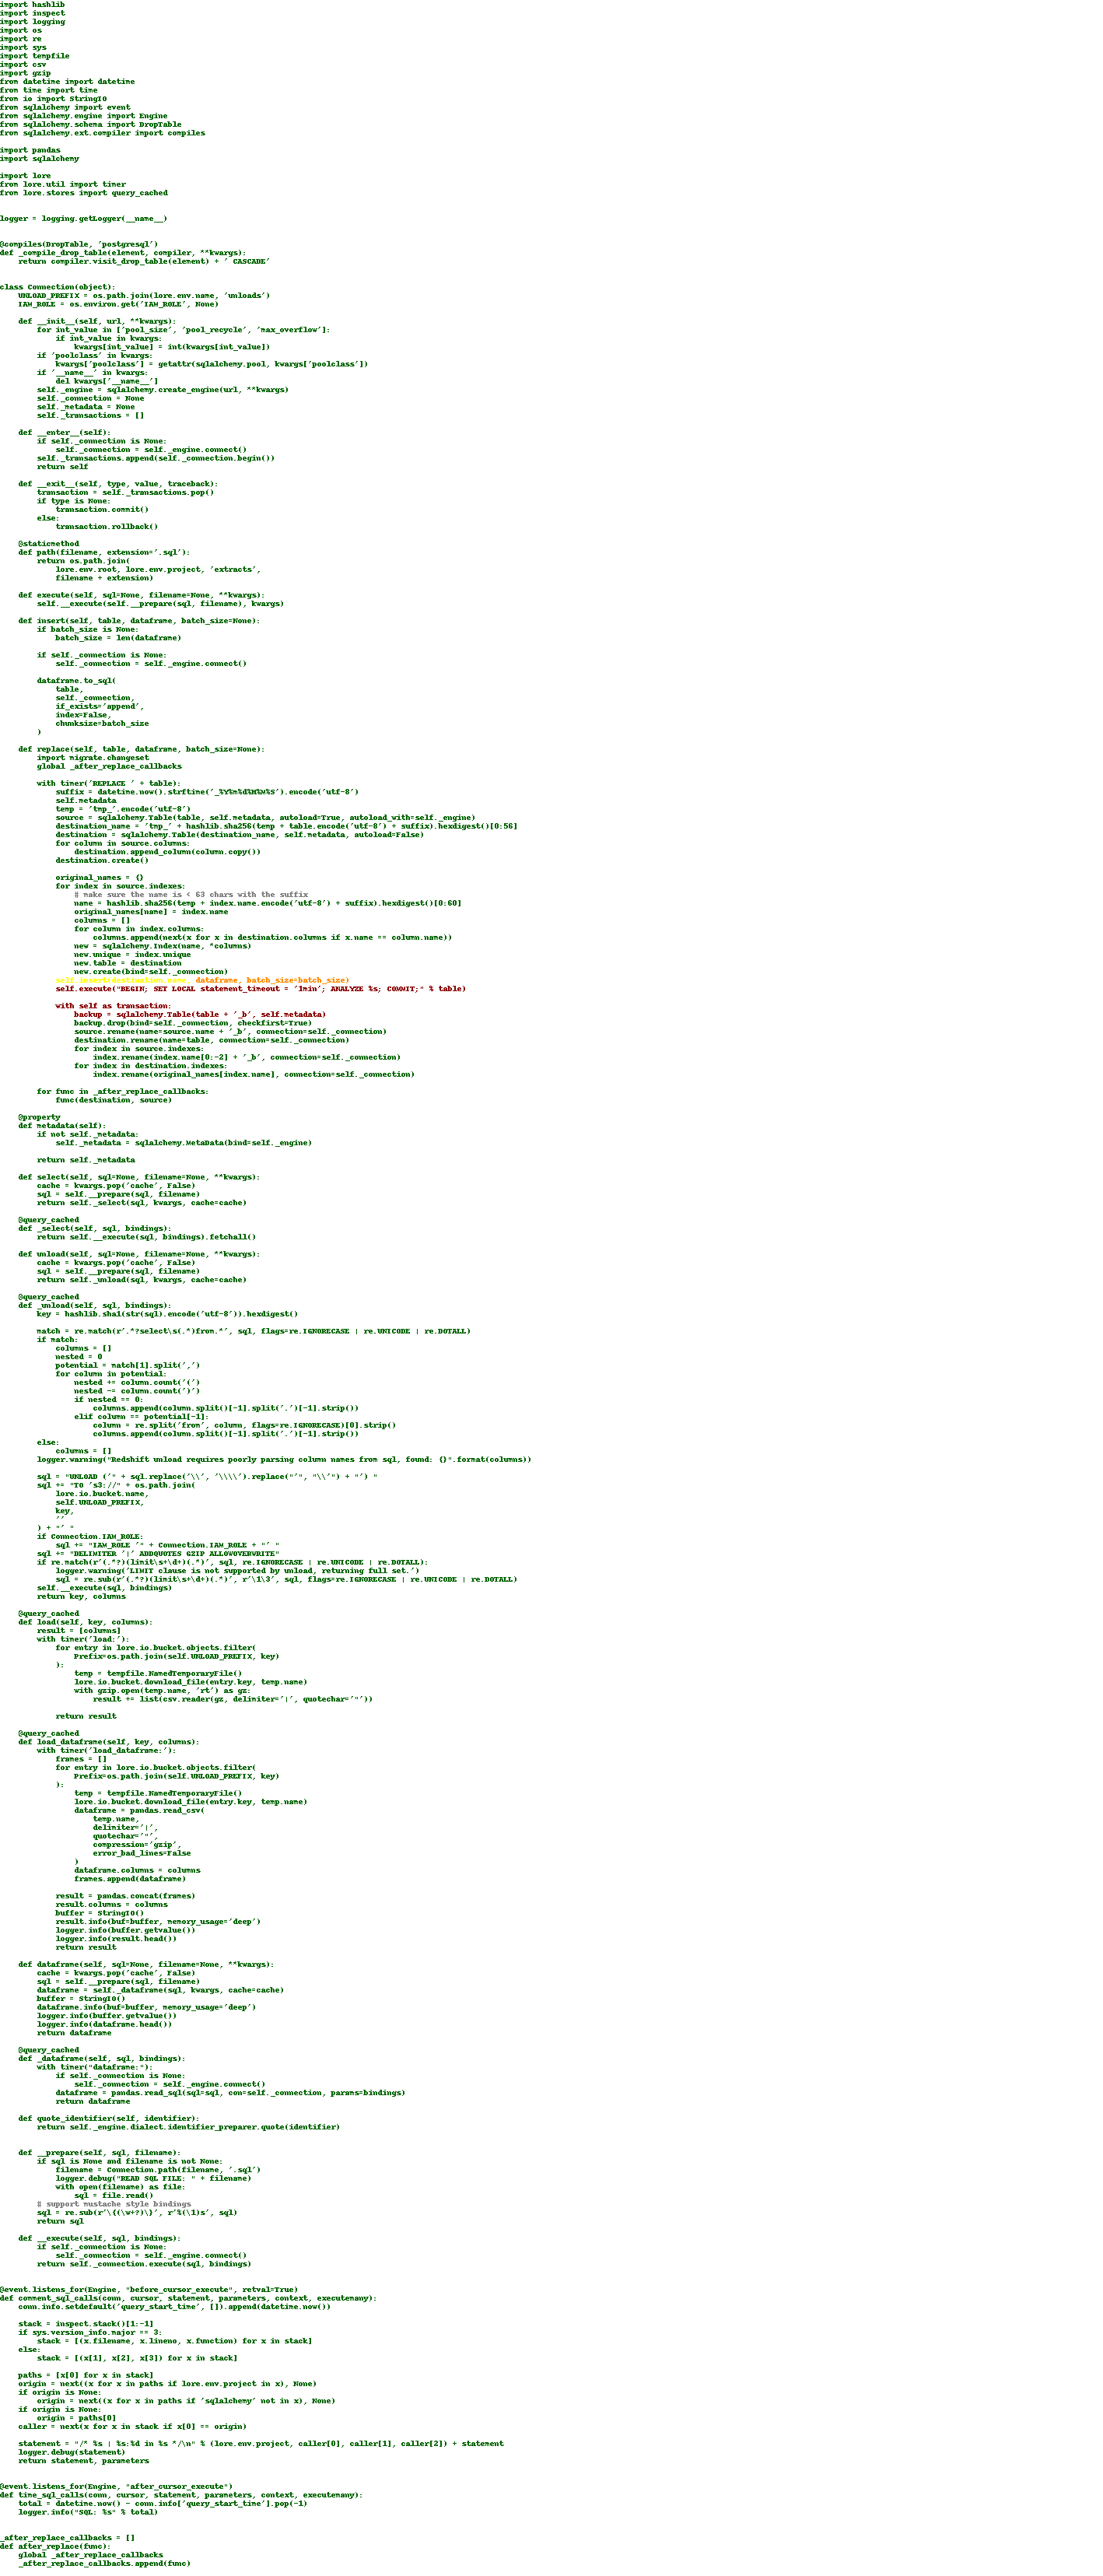 import hashlib
import inspect
import logging
import os
import re
import sys
import tempfile
import csv
import gzip
from datetime import datetime
from time import time
from io import StringIO
from sqlalchemy import event
from sqlalchemy.engine import Engine
from sqlalchemy.schema import DropTable
from sqlalchemy.ext.compiler import compiles

import pandas
import sqlalchemy

import lore
from lore.util import timer
from lore.stores import query_cached


logger = logging.getLogger(__name__)


@compiles(DropTable, 'postgresql')
def _compile_drop_table(element, compiler, **kwargs):
    return compiler.visit_drop_table(element) + ' CASCADE'


class Connection(object):
    UNLOAD_PREFIX = os.path.join(lore.env.name, 'unloads')
    IAM_ROLE = os.environ.get('IAM_ROLE', None)

    def __init__(self, url, **kwargs):
        for int_value in ['pool_size', 'pool_recycle', 'max_overflow']:
            if int_value in kwargs:
                kwargs[int_value] = int(kwargs[int_value])
        if 'poolclass' in kwargs:
            kwargs['poolclass'] = getattr(sqlalchemy.pool, kwargs['poolclass'])
        if '__name__' in kwargs:
            del kwargs['__name__']
        self._engine = sqlalchemy.create_engine(url, **kwargs)
        self._connection = None
        self._metadata = None
        self._transactions = []

    def __enter__(self):
        if self._connection is None:
            self._connection = self._engine.connect()
        self._transactions.append(self._connection.begin())
        return self

    def __exit__(self, type, value, traceback):
        transaction = self._transactions.pop()
        if type is None:
            transaction.commit()
        else:
            transaction.rollback()

    @staticmethod
    def path(filename, extension='.sql'):
        return os.path.join(
            lore.env.root, lore.env.project, 'extracts',
            filename + extension)

    def execute(self, sql=None, filename=None, **kwargs):
        self.__execute(self.__prepare(sql, filename), kwargs)

    def insert(self, table, dataframe, batch_size=None):
        if batch_size is None:
            batch_size = len(dataframe)

        if self._connection is None:
            self._connection = self._engine.connect()

        dataframe.to_sql(
            table,
            self._connection,
            if_exists='append',
            index=False,
            chunksize=batch_size
        )

    def replace(self, table, dataframe, batch_size=None):
        import migrate.changeset
        global _after_replace_callbacks

        with timer('REPLACE ' + table):
            suffix = datetime.now().strftime('_%Y%m%d%H%M%S').encode('utf-8')
            self.metadata
            temp = 'tmp_'.encode('utf-8')
            source = sqlalchemy.Table(table, self.metadata, autoload=True, autoload_with=self._engine)
            destination_name = 'tmp_' + hashlib.sha256(temp + table.encode('utf-8') + suffix).hexdigest()[0:56]
            destination = sqlalchemy.Table(destination_name, self.metadata, autoload=False)
            for column in source.columns:
                destination.append_column(column.copy())
            destination.create()

            original_names = {}
            for index in source.indexes:
                # make sure the name is < 63 chars with the suffix
                name = hashlib.sha256(temp + index.name.encode('utf-8') + suffix).hexdigest()[0:60]
                original_names[name] = index.name
                columns = []
                for column in index.columns:
                    columns.append(next(x for x in destination.columns if x.name == column.name))
                new = sqlalchemy.Index(name, *columns)
                new.unique = index.unique
                new.table = destination
                new.create(bind=self._connection)
            self.insert(destination_name, dataframe, batch_size=batch_size)
            self.execute("BEGIN; SET LOCAL statement_timeout = '1min'; ANALYZE %s; COMMIT;" % table)

            with self as transaction:
                backup = sqlalchemy.Table(table + '_b', self.metadata)
                backup.drop(bind=self._connection, checkfirst=True)
                source.rename(name=source.name + '_b', connection=self._connection)
                destination.rename(name=table, connection=self._connection)
                for index in source.indexes:
                    index.rename(index.name[0:-2] + '_b', connection=self._connection)
                for index in destination.indexes:
                    index.rename(original_names[index.name], connection=self._connection)

        for func in _after_replace_callbacks:
            func(destination, source)

    @property
    def metadata(self):
        if not self._metadata:
            self._metadata = sqlalchemy.MetaData(bind=self._engine)

        return self._metadata

    def select(self, sql=None, filename=None, **kwargs):
        cache = kwargs.pop('cache', False)
        sql = self.__prepare(sql, filename)
        return self._select(sql, kwargs, cache=cache)

    @query_cached
    def _select(self, sql, bindings):
        return self.__execute(sql, bindings).fetchall()

    def unload(self, sql=None, filename=None, **kwargs):
        cache = kwargs.pop('cache', False)
        sql = self.__prepare(sql, filename)
        return self._unload(sql, kwargs, cache=cache)

    @query_cached
    def _unload(self, sql, bindings):
        key = hashlib.sha1(str(sql).encode('utf-8')).hexdigest()

        match = re.match(r'.*?select\s(.*)from.*', sql, flags=re.IGNORECASE | re.UNICODE | re.DOTALL)
        if match:
            columns = []
            nested = 0
            potential = match[1].split(',')
            for column in potential:
                nested += column.count('(')
                nested -= column.count(')')
                if nested == 0:
                    columns.append(column.split()[-1].split('.')[-1].strip())
                elif column == potential[-1]:
                    column = re.split('from', column, flags=re.IGNORECASE)[0].strip()
                    columns.append(column.split()[-1].split('.')[-1].strip())
        else:
            columns = []
        logger.warning("Redshift unload requires poorly parsing column names from sql, found: {}".format(columns))

        sql = "UNLOAD ('" + sql.replace('\\', '\\\\').replace("'", "\\'") + "') "
        sql += "TO 's3://" + os.path.join(
            lore.io.bucket.name,
            self.UNLOAD_PREFIX,
            key,
            ''
        ) + "' "
        if Connection.IAM_ROLE:
            sql += "IAM_ROLE '" + Connection.IAM_ROLE + "' "
        sql += "DELIMITER '|' ADDQUOTES GZIP ALLOWOVERWRITE"
        if re.match(r'(.*?)(limit\s+\d+)(.*)', sql, re.IGNORECASE | re.UNICODE | re.DOTALL):
            logger.warning('LIMIT clause is not supported by unload, returning full set.')
            sql = re.sub(r'(.*?)(limit\s+\d+)(.*)', r'\1\3', sql, flags=re.IGNORECASE | re.UNICODE | re.DOTALL)
        self.__execute(sql, bindings)
        return key, columns

    @query_cached
    def load(self, key, columns):
        result = [columns]
        with timer('load:'):
            for entry in lore.io.bucket.objects.filter(
                Prefix=os.path.join(self.UNLOAD_PREFIX, key)
            ):
                temp = tempfile.NamedTemporaryFile()
                lore.io.bucket.download_file(entry.key, temp.name)
                with gzip.open(temp.name, 'rt') as gz:
                    result += list(csv.reader(gz, delimiter='|', quotechar='"'))

            return result

    @query_cached
    def load_dataframe(self, key, columns):
        with timer('load_dataframe:'):
            frames = []
            for entry in lore.io.bucket.objects.filter(
                Prefix=os.path.join(self.UNLOAD_PREFIX, key)
            ):
                temp = tempfile.NamedTemporaryFile()
                lore.io.bucket.download_file(entry.key, temp.name)
                dataframe = pandas.read_csv(
                    temp.name,
                    delimiter='|',
                    quotechar='"',
                    compression='gzip',
                    error_bad_lines=False
                )
                dataframe.columns = columns
                frames.append(dataframe)

            result = pandas.concat(frames)
            result.columns = columns
            buffer = StringIO()
            result.info(buf=buffer, memory_usage='deep')
            logger.info(buffer.getvalue())
            logger.info(result.head())
            return result

    def dataframe(self, sql=None, filename=None, **kwargs):
        cache = kwargs.pop('cache', False)
        sql = self.__prepare(sql, filename)
        dataframe = self._dataframe(sql, kwargs, cache=cache)
        buffer = StringIO()
        dataframe.info(buf=buffer, memory_usage='deep')
        logger.info(buffer.getvalue())
        logger.info(dataframe.head())
        return dataframe

    @query_cached
    def _dataframe(self, sql, bindings):
        with timer("dataframe:"):
            if self._connection is None:
                self._connection = self._engine.connect()
            dataframe = pandas.read_sql(sql=sql, con=self._connection, params=bindings)
            return dataframe

    def quote_identifier(self, identifier):
        return self._engine.dialect.identifier_preparer.quote(identifier)


    def __prepare(self, sql, filename):
        if sql is None and filename is not None:
            filename = Connection.path(filename, '.sql')
            logger.debug("READ SQL FILE: " + filename)
            with open(filename) as file:
                sql = file.read()
        # support mustache style bindings
        sql = re.sub(r'\{(\w+?)\}', r'%(\1)s', sql)
        return sql

    def __execute(self, sql, bindings):
        if self._connection is None:
            self._connection = self._engine.connect()
        return self._connection.execute(sql, bindings)


@event.listens_for(Engine, "before_cursor_execute", retval=True)
def comment_sql_calls(conn, cursor, statement, parameters, context, executemany):
    conn.info.setdefault('query_start_time', []).append(datetime.now())

    stack = inspect.stack()[1:-1]
    if sys.version_info.major == 3:
        stack = [(x.filename, x.lineno, x.function) for x in stack]
    else:
        stack = [(x[1], x[2], x[3]) for x in stack]

    paths = [x[0] for x in stack]
    origin = next((x for x in paths if lore.env.project in x), None)
    if origin is None:
        origin = next((x for x in paths if 'sqlalchemy' not in x), None)
    if origin is None:
        origin = paths[0]
    caller = next(x for x in stack if x[0] == origin)

    statement = "/* %s | %s:%d in %s */\n" % (lore.env.project, caller[0], caller[1], caller[2]) + statement
    logger.debug(statement)
    return statement, parameters


@event.listens_for(Engine, "after_cursor_execute")
def time_sql_calls(conn, cursor, statement, parameters, context, executemany):
    total = datetime.now() - conn.info['query_start_time'].pop(-1)
    logger.info("SQL: %s" % total)


_after_replace_callbacks = []
def after_replace(func):
    global _after_replace_callbacks
    _after_replace_callbacks.append(func)